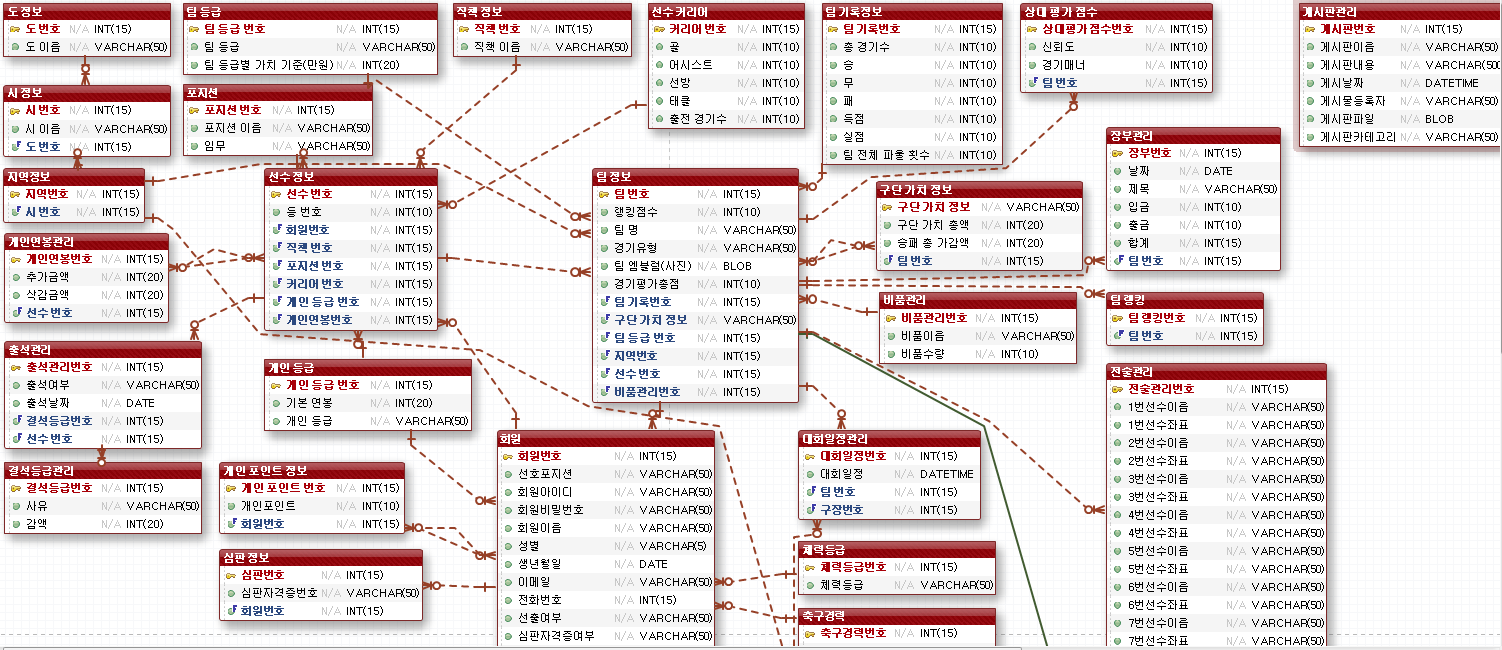 도 정보
도 번호 N/A INT(15)
도 이름 N/A VARCHAR(50)
팀 등급
팀 등급 번호 N/A INT(15)
팀 등급 N/A VARCHAR(50)
팀 등급별 가치 기준(만원) N/A INT(20)
직책 정보
직책 번호 N/A INT(15)
직책 이름 N/A VARCHAR(50)
선수 커리어
커리어 번호 N/A INT(15)
골 N/A INT(10)
어시스트 N/A INT(10)
선방 N/A INT(10)
태클 N/A INT(10)
출전 경기수 N/A INT(10)
팀 기록정보
팀 기록번호 N/A INT(15)
총 경기수 N/A INT(10)
승 N/A INT(10)
무 N/A INT(10)
패 N/A INT(10)
득점 N/A INT(10)
실점 N/A INT(10)
팀 전체 파울 횟수 N/A INT(10)
상대 평가 점수
상대평가점수번호 N/A INT(15)
신뢰도 N/A INT(10)
경기매너 N/A INT(10)
팀 번호 N/A INT(15)
게시판관리
게시판번호 N/A INT(15)
게시판이름 N/A VARCHAR(50)
게시판내용 N/A VARCHAR(500
게시날짜 N/A DATETIME
게시물등록자 N/A VARCHAR(50)
게시판파일 N/A BLOB
게시판카테고리 N/A VARCHAR(50)
시 정보
시 번호 N/A INT(15)
시 이름 N/A VARCHAR(50)
도 번호 N/A INT(15)
포지션
포지션 번호 N/A INT(15)
포지션 이름 N/A VARCHAR(50)
임무 N/A VARCHAR(50)
장부관리
장부번호 N/A INT(15)
날짜 N/A DATE
제목 N/A VARCHAR(50)
입금 N/A INT(10)
출금 N/A INT(10)
합계 N/A INT(15)
팀 번호 N/A INT(15)
지역정보
지역번호 N/A INT(15)
시 번호 N/A INT(15)
선수 정보
선수 번호 N/A INT(15)
등 번호 N/A INT(10)
회원번호 N/A INT(15)
직책 번호 N/A INT(15)
포지션 번호 N/A INT(15)
커리어 번호 N/A INT(15)
개인 등급 번호 N/A INT(15)
개인연봉번호 N/A INT(15)
팀 정보
팀 번호 N/A INT(15)
랭킹점수 N/A INT(10)
팀 명 N/A VARCHAR(50)
경기유형 N/A VARCHAR(50)
팀 엠블럼(사진) N/A BLOB
경기평가총점 N/A INT(10)
팀 기록번호 N/A INT(15)
구단 가치 정보 N/A VARCHAR(50)
팀 등급 번호 N/A INT(15)
지역번호 N/A INT(15)
선수 번호 N/A INT(15)
비품관리번호 N/A INT(15)
구단 가치 정보
구단 가치 정보 N/A VARCHAR(50)
구단 가치 총액 N/A INT(20)
승패 총 가감액 N/A INT(20)
팀 번호 N/A INT(15)
개인연봉관리
개인연봉번호 N/A INT(15)
추가금액 N/A INT(20)
삭감금액 N/A INT(20)
선수 번호 N/A INT(15)
비품관리
비품관리번호 N/A INT(15)
비품이름 N/A VARCHAR(50)
비품수량 N/A INT(10)
팀 랭킹
팀 랭킹번호 N/A INT(15)
팀 번호 N/A INT(15)
출석관리
출석관리번호 N/A INT(15)
출석여부 N/A VARCHAR(50)
출석날짜 N/A DATE
결석등급번호 N/A INT(15)
선수 번호 N/A INT(15)
개인 등급
개인 등급 번호 N/A INT(15)
기본 연봉 N/A INT(20)
개인 등급 N/A VARCHAR(50)
전술관리
전술관리번호 N/A INT(15)
1번선수이름 N/A VARCHAR(50)
1번선수좌표 N/A VARCHAR(50)
2번선수이름 N/A VARCHAR(50)
2번선수좌표 N/A VARCHAR(50)
3번선수이름 N/A VARCHAR(50)
3번선수좌표 N/A VARCHAR(50)
4번선수이름 N/A VARCHAR(50)
4번선수좌표 N/A VARCHAR(50)
5번선수이름 N/A VARCHAR(50)
5번선수좌표 N/A VARCHAR(50)
6번선수이름 N/A VARCHAR(50)
6번선수좌표 N/A VARCHAR(50)
7번선수이름 N/A VARCHAR(50)
7번선수좌표 N/A VARCHAR(50)
결석등급관리
결석등급번호 N/A INT(15)
사유 N/A VARCHAR(50)
감액 N/A INT(20)
개인 포인트 정보
개인 포인트 번호 N/A INT(15)
개인포인트 N/A INT(10)
회원번호 N/A INT(15)
회원
회원번호 N/A INT(15)
선호포지션 N/A VARCHAR(50)
회원아이디 N/A VARCHAR(50)
회원비밀번호 N/A VARCHAR(50)
회원이름 N/A VARCHAR(50)
성별 N/A VARCHAR(5)
생년월일 N/A DATE
이메일 N/A VARCHAR(50)
전화번호 N/A INT(15)
선출여부 N/A VARCHAR(50)
심판자격증여부 N/A VARCHAR(50)
대회일정관리
대회일정번호 N/A INT(15)
대회일정 N/A DATETIME
팀 번호 N/A INT(15)
구장번호 N/A INT(15)
심판 정보
심판번호 N/A INT(15)
심판자격증번호 N/A VARCHAR(50)
회원번호 N/A INT(15)
체력등급
체력등급번호 N/A INT(15)
체력등급 N/A VARCHAR(50)
축구경력
축구경력번호 N/A INT(15)